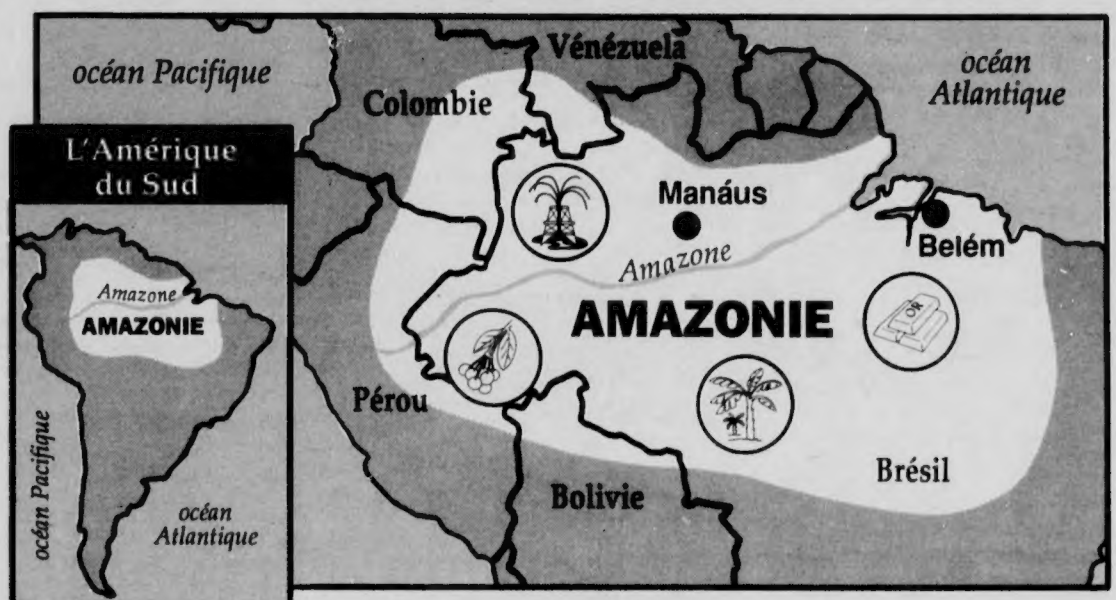 océan Pacifique
Vénézuela
océan
Atlantique
Colombie
L'Amérique
du Sud
Manáus
Belém
Amazone
AMAZONIE
OR
Pérou
Brésil
Bolivie
Amazone
AMAZONIE
océan Pacifique
océan
Atlantique